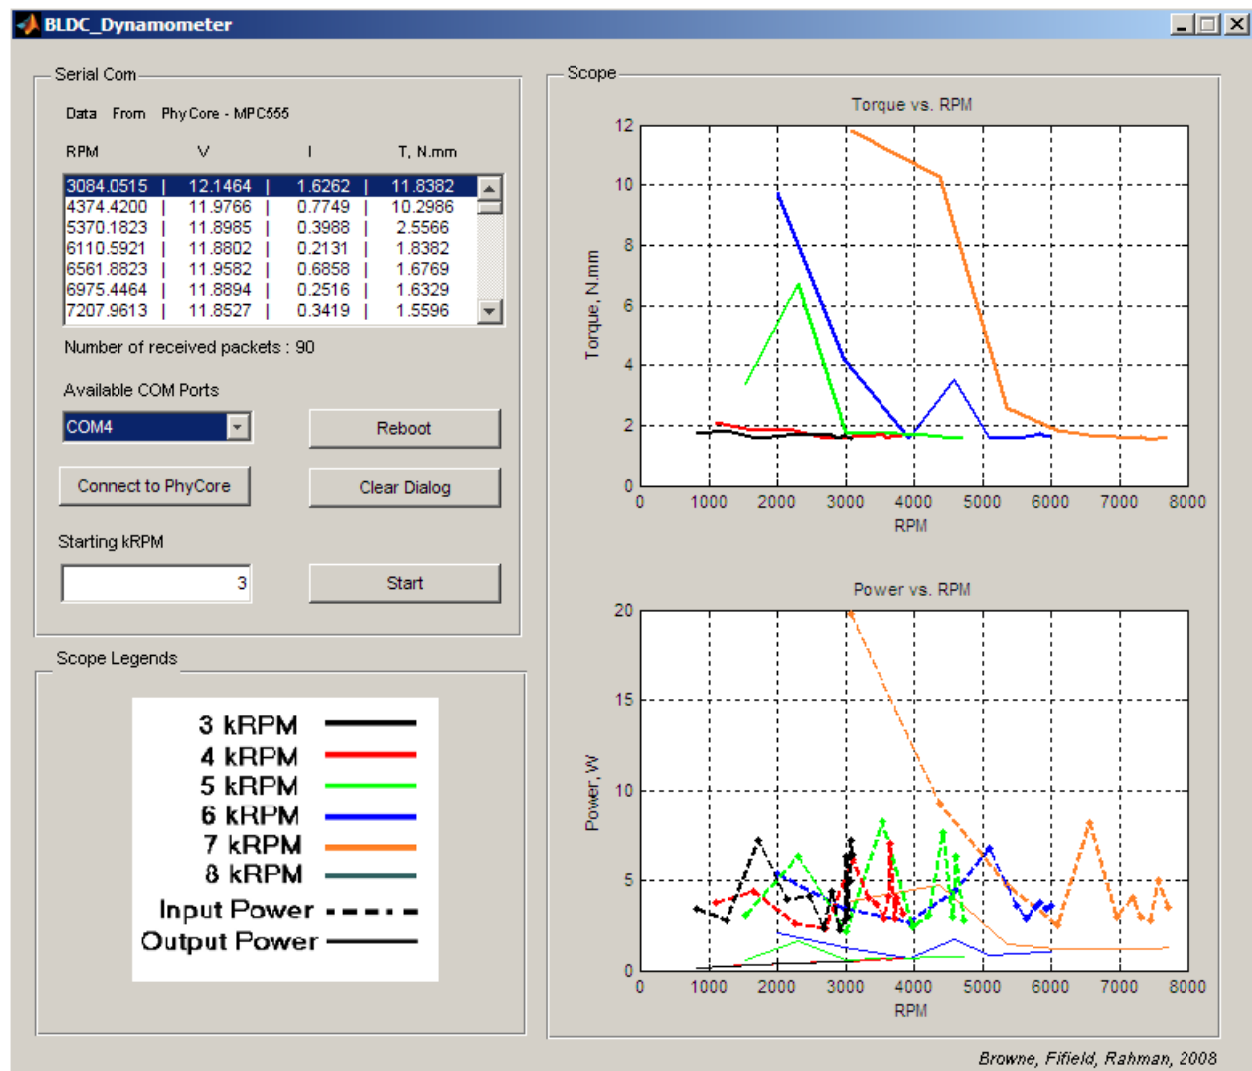 BLDC_Dynamometer
Serial Com
Data From PhyCore - MPC555
RPM V I T, N.mm
3084.0515 | 12.1464 | 1.6262 | 11.8382
4374.4200 | 11.9766 | 0.7749 | 10.2986
5370.1823 | 11.8985 | 0.3988 | 2.5566
6110.5921 | 11.8802 | 0.2131 | 1.8382
6561.8823 | 11.9582 | 0.6858 | 1.6769
6975.4464 | 11.8894 | 0.2516 | 1.6329
7207.9613 | 11.8527 | 0.3419 | 1.5596
Number of received packets : 90
Available COM Ports
COM4
Reboot
Connect to PhyCore
Clear Dialog
Starting kRPM
3
Start
Scope Legends
3 kRPM
4 kRPM
5 kRPM
6 kRPM
7 kRPM
8 kRPM
Input Power
Output Power
Scope
Torque vs. RPM
Torque, N.mm
12
10
8
6
4
2
0
0 1000 2000 3000 4000 5000 6000 7000 8000
RPM
Power vs. RPM
Power, W
20
15
10
5
0
0 1000 2000 3000 4000 5000 6000 7000 8000
RPM
Browne, Fifield, Rahman, 2008